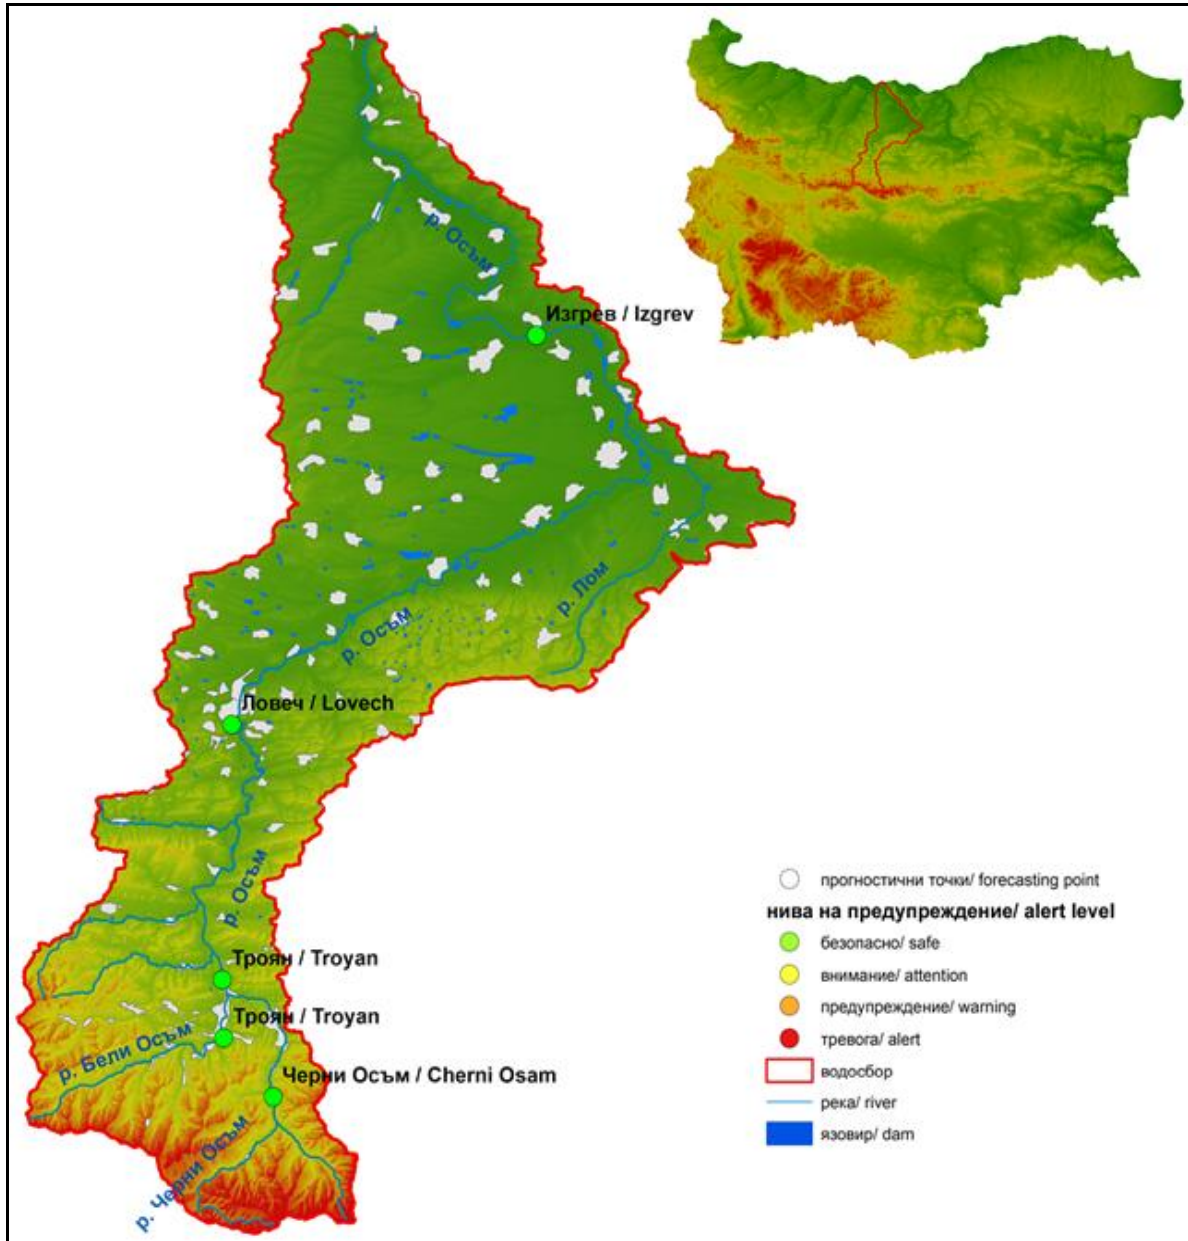 р. Осъм
Изгрев / Izgrev
р. Лом
р. Осъм
Ловеч / Lovech
р. Осъм
Троян / Troyan
Троян / Troyan
р. Бели Осъм
Черни Осъм / Cherni Osam
р. Черни Осъм
прогностични точки/ forecasting point
нива на предупреждение/ alert level
безопасно/ safe
внимание/ attention
предупреждение/ warning
тревога/ alert
водосбор
река/ river
язовир/ dam